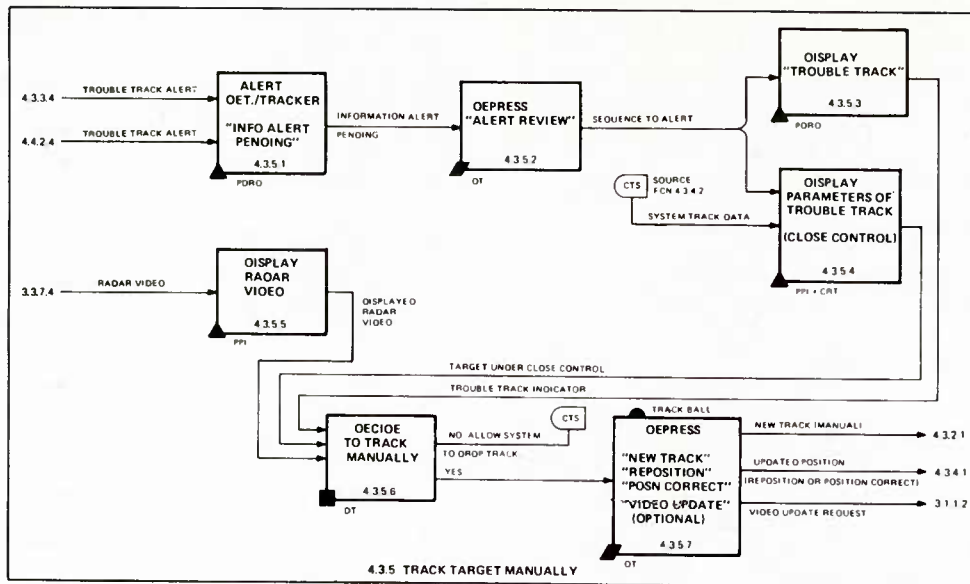 4.3.3.4
TROUBLE TRACK ALERT
4.4.2.4
TROUBLE TRACK ALERT
ALERT
OET./TRACKER
"INFO ALERT
PENDING"
4.3.5.1
PDRO
INFORMATION ALERT
PENDING
OEPRESS
"ALERT REVIEW"
4.3.5.2
OT
SEQUENCE TO ALERT
OISPLAY
"TROUBLE TRACK"
4.3.5.3
PORO
CTS
SOURCE
FCN 4.3.4.2
SYSTEM TRACK DATA
OISPLAY
PARAMETERS OF
TROUBLE TRACK
(CLOSE CONTROL)
4.3.5.4
PPI + CRT
3.3.7.4
RADAR VIDEO
OISPLAY
RADAR
VIOEO
4.3.5.5
PPI
OISPLAYEO
RADAR
VIDEO
TARGET UNDER CLOSE CONTROL
TROUBLE TRACK INDICATOR
OECIOE
TO TRACK
MANUALLY
4.3.5.6
DT
NO. ALLOW SYSTEM
TO DROP TRACK
CTS
YES
TRACK BALL
OEPRESS
"NEW TRACK"
"REPOSITION"
"POSN CORRECT"
"VIDEO UPDATE"
(OPTIONAL)
4.3.5.7
OT
NEW TRACK (MANUAL)
4.3.2.1
UPDATEO POSITION
(REPOSITION OR POSITION CORRECT)
4.3.4.1
VIDEO UPDATE REQUEST
3.1.1.2
4.3.5 TRACK TARGET MANUALLY